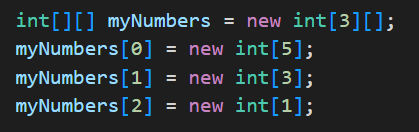 int[][] myNumbers = new int[3][];
myNumbers[0] = new int[5];
myNumbers[1] = new int[3];
myNumbers[2] = new int[1];